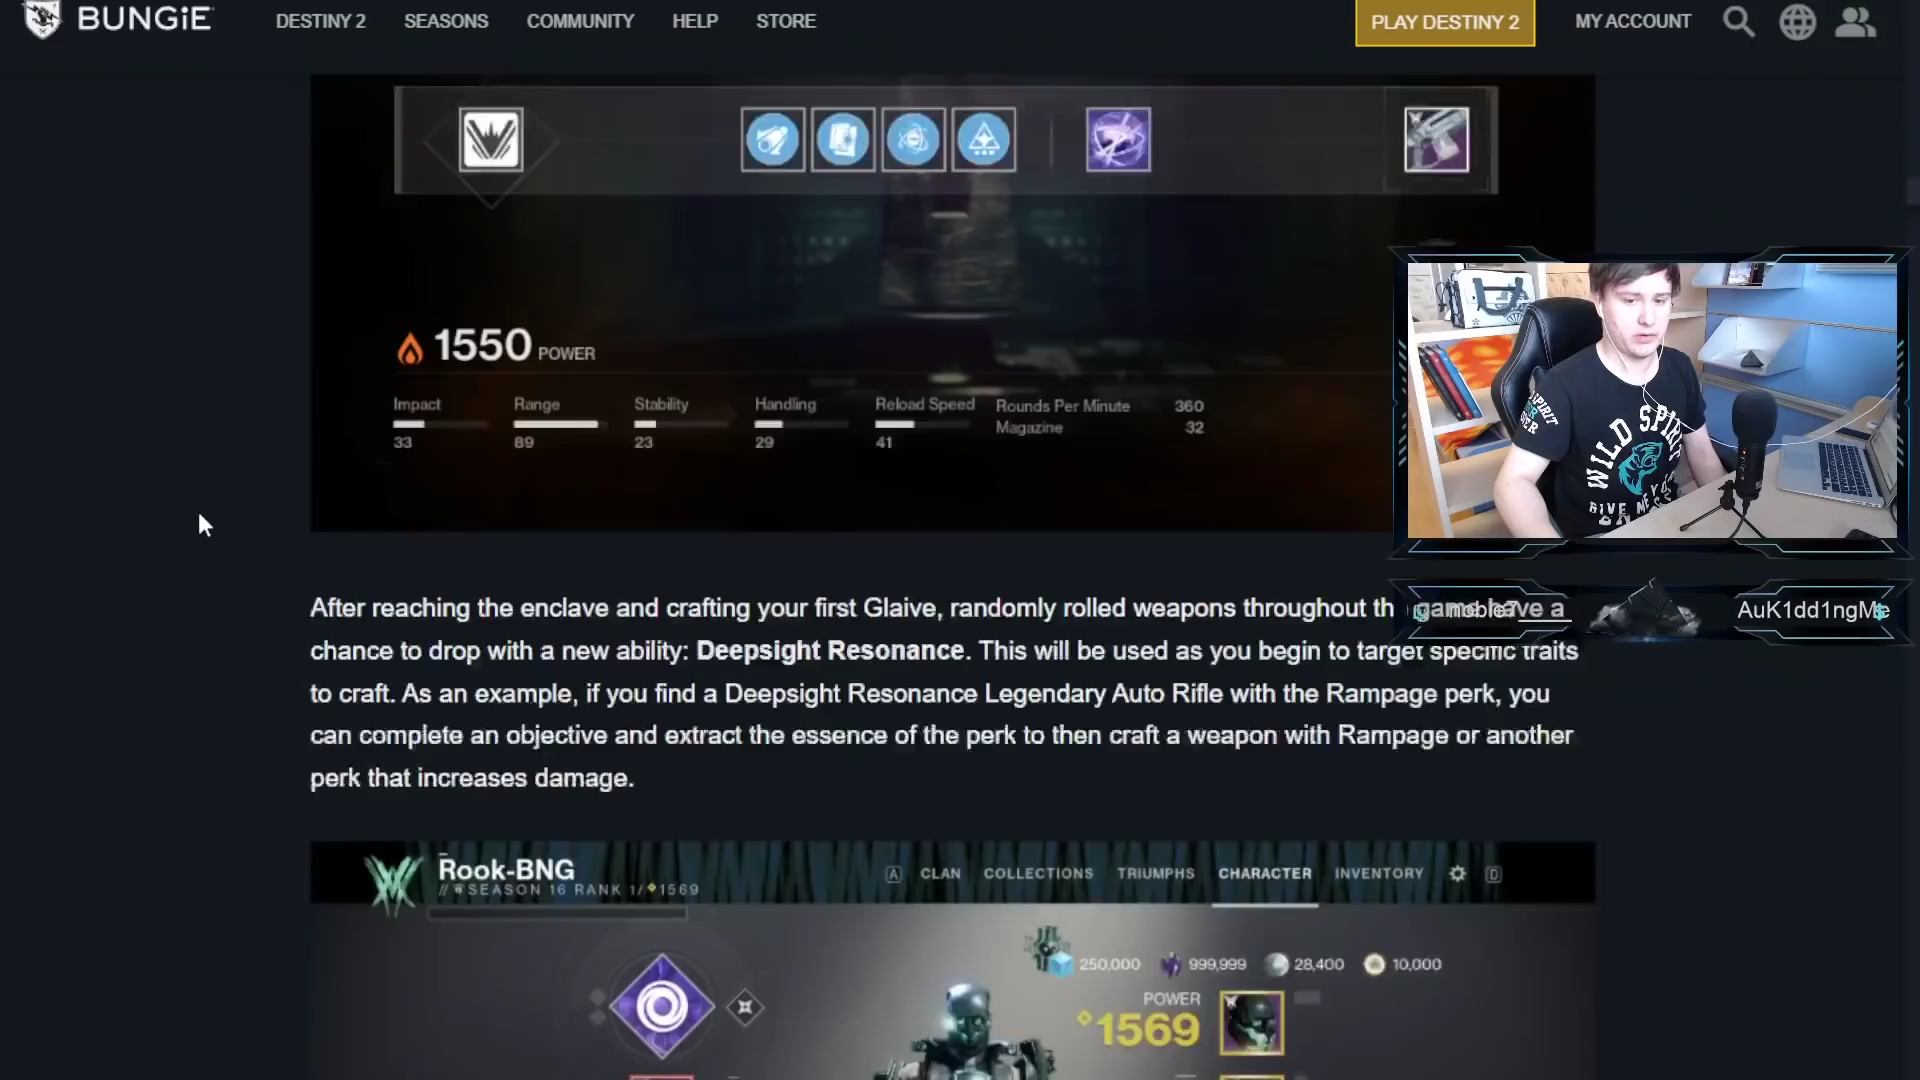 BUNGiE
DESTINY 2 SEASONS COMMUNITY HELP STORE
PLAY DESTINY 2 MY ACCOUNT
1550 POWER
Impact Range Stability Handling Reload Speed Rounds Per Minute 360
Magazine 32
33 89 23 29 41
WILD SPIRIT
After reaching the enclave and crafting your first Glaive, randomly rolled weapons throughout th game have a
AuK1dd1ngMe
chance to drop with a new ability: Deepsight Resonance. This will be used as you begin to target specific traits
to craft. As an example, if you find a Deepsight Resonance Legendary Auto Rifle with the Rampage perk, you
can complete an objective and extract the essence of the perk to then craft a weapon with Rampage or another
perk that increases damage.
Rook-BNG
SEASON 16 RANK 1/ 1569
A CLAN COLLECTIONS TRIUMPHS CHARACTER INVENTORY D
250,000 999,999 28,400 10,000
POWER
1569